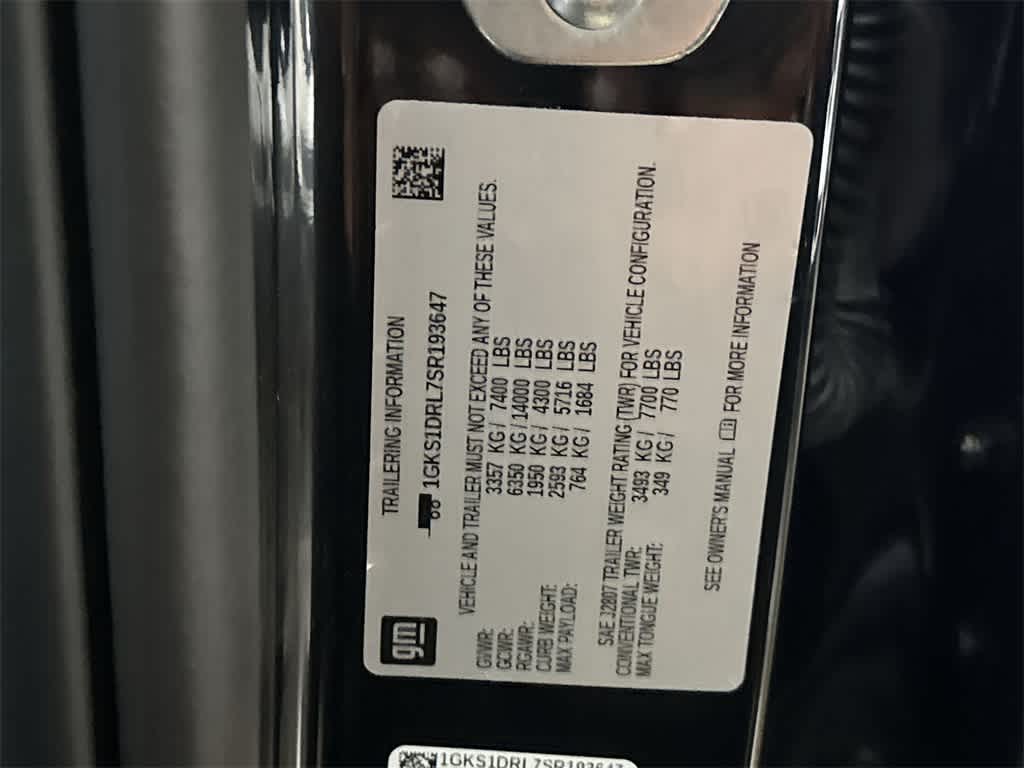 gm
TRAILERING INFORMATION
1GKS1DRL7SR193647
VEHICLE AND TRAILER MUST NOT EXCEED ANY OF THESE VALUES.
GVWR: 3357 KG / 7400 LBS
GCWR: 6350 KG / 14000 LBS
RGAWR: 1950 KG / 4300 LBS
CURB WEIGHT: 2593 KG / 5716 LBS
MAX PAYLOAD: 764 KG / 1684 LBS
SAE J2807 TRAILER WEIGHT RATING (TWR) FOR VEHICLE CONFIGURATION.
CONVENTIONAL TWR: 3493 KG / 7700 LBS
MAX TONGUE WEIGHT: 349 KG / 770 LBS
SEE OWNER'S MANUAL FOR MORE INFORMATION
1GKS1DRL7SR193647